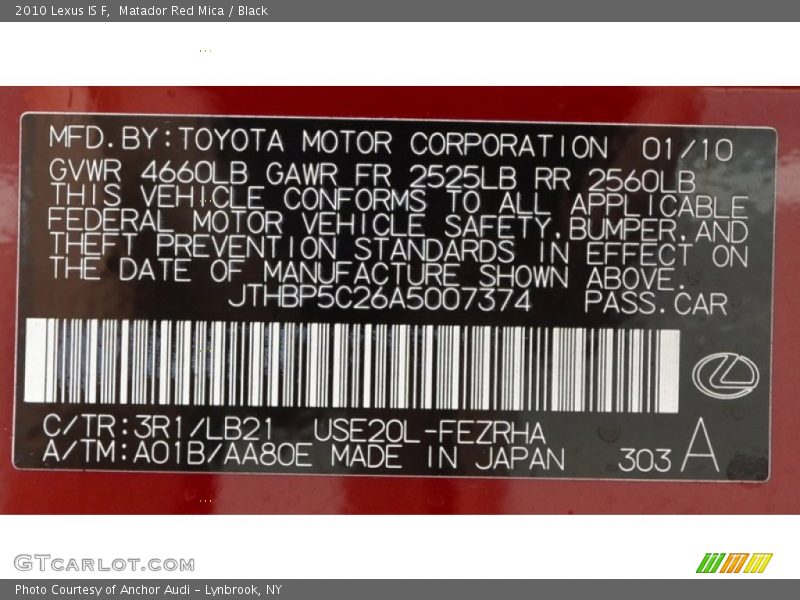 2010 Lexus IS F,  Matador Red Mica / Black
MFD.BY:TOYOTA MOTOR CORPORATION 01/10
GVWR 4660LB GAWR FR 2525LB RR 2560LB
THIS VEHICLE CONFORMS TO ALL APPLICABLE
FEDERAL MOTOR VEHICLE SAFETY,BUMPER,AND
THEFT PREVENTION STANDARDS IN EFFECT ON
THE DATE OF MANUFACTURE SHOWN ABOVE.
JTHBP5C26A5007374 PASS.CAR
C/TR:3R1/LB21 USE20L-FEZRHA
A/TM:A01B/AA80E MADE IN JAPAN 303 A
GTcarlot.com
Photo Courtesy of Anchor Audi - Lynbrook, NY